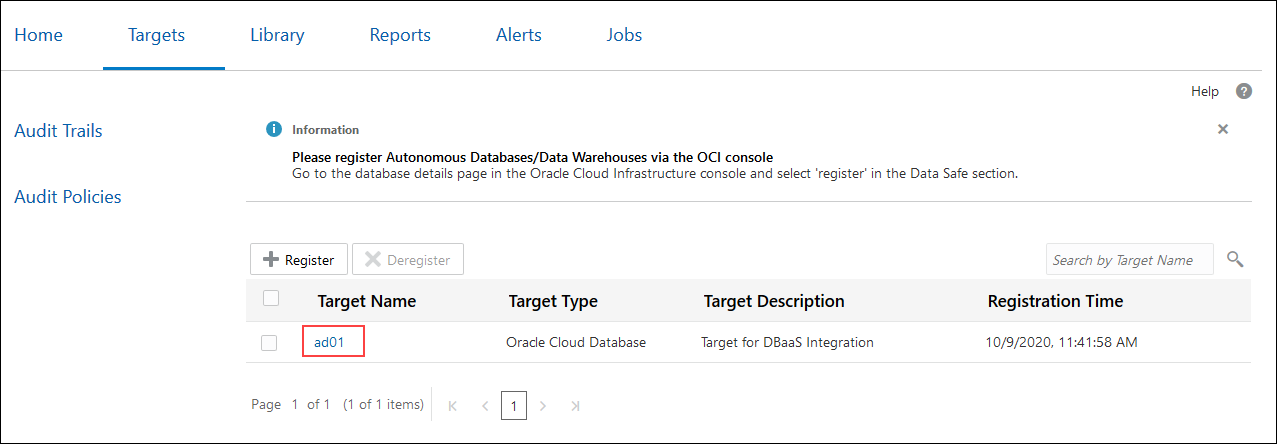 Home Targets Library Reports Alerts Jobs
Help
Audit Trails
Audit Policies
Information
Please register Autonomous Databases/Data Warehouses via the OCI console
Go to the database details page in the Oracle Cloud Infrastructure console and select 'register' in the Data Safe section.
Register Deregister Search by Target Name
Target Name Target Type Target Description Registration Time
ad01 Oracle Cloud Database Target for DBaaS Integration 10/9/2020, 11:41:58 AM
Page 1 of 1 (1 of 1 items) 1